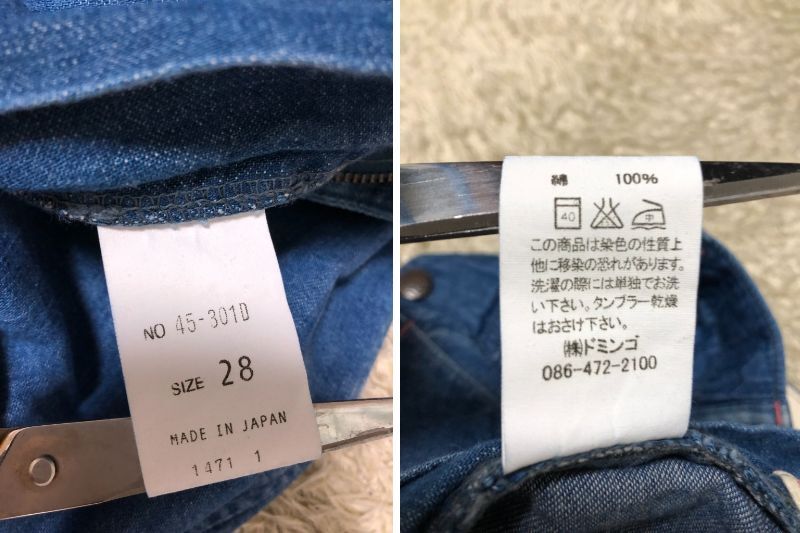 NO 45-301D
SIZE 28
MADE IN JAPAN
1471 1
綿 100%
40
中
この商品は染色の性質上
他に移染の恐れがあります。
洗濯の際には単独でお洗
い下さい。タンブラー乾燥
はおさけ下さい。
㈱ドミンゴ
086-472-2100